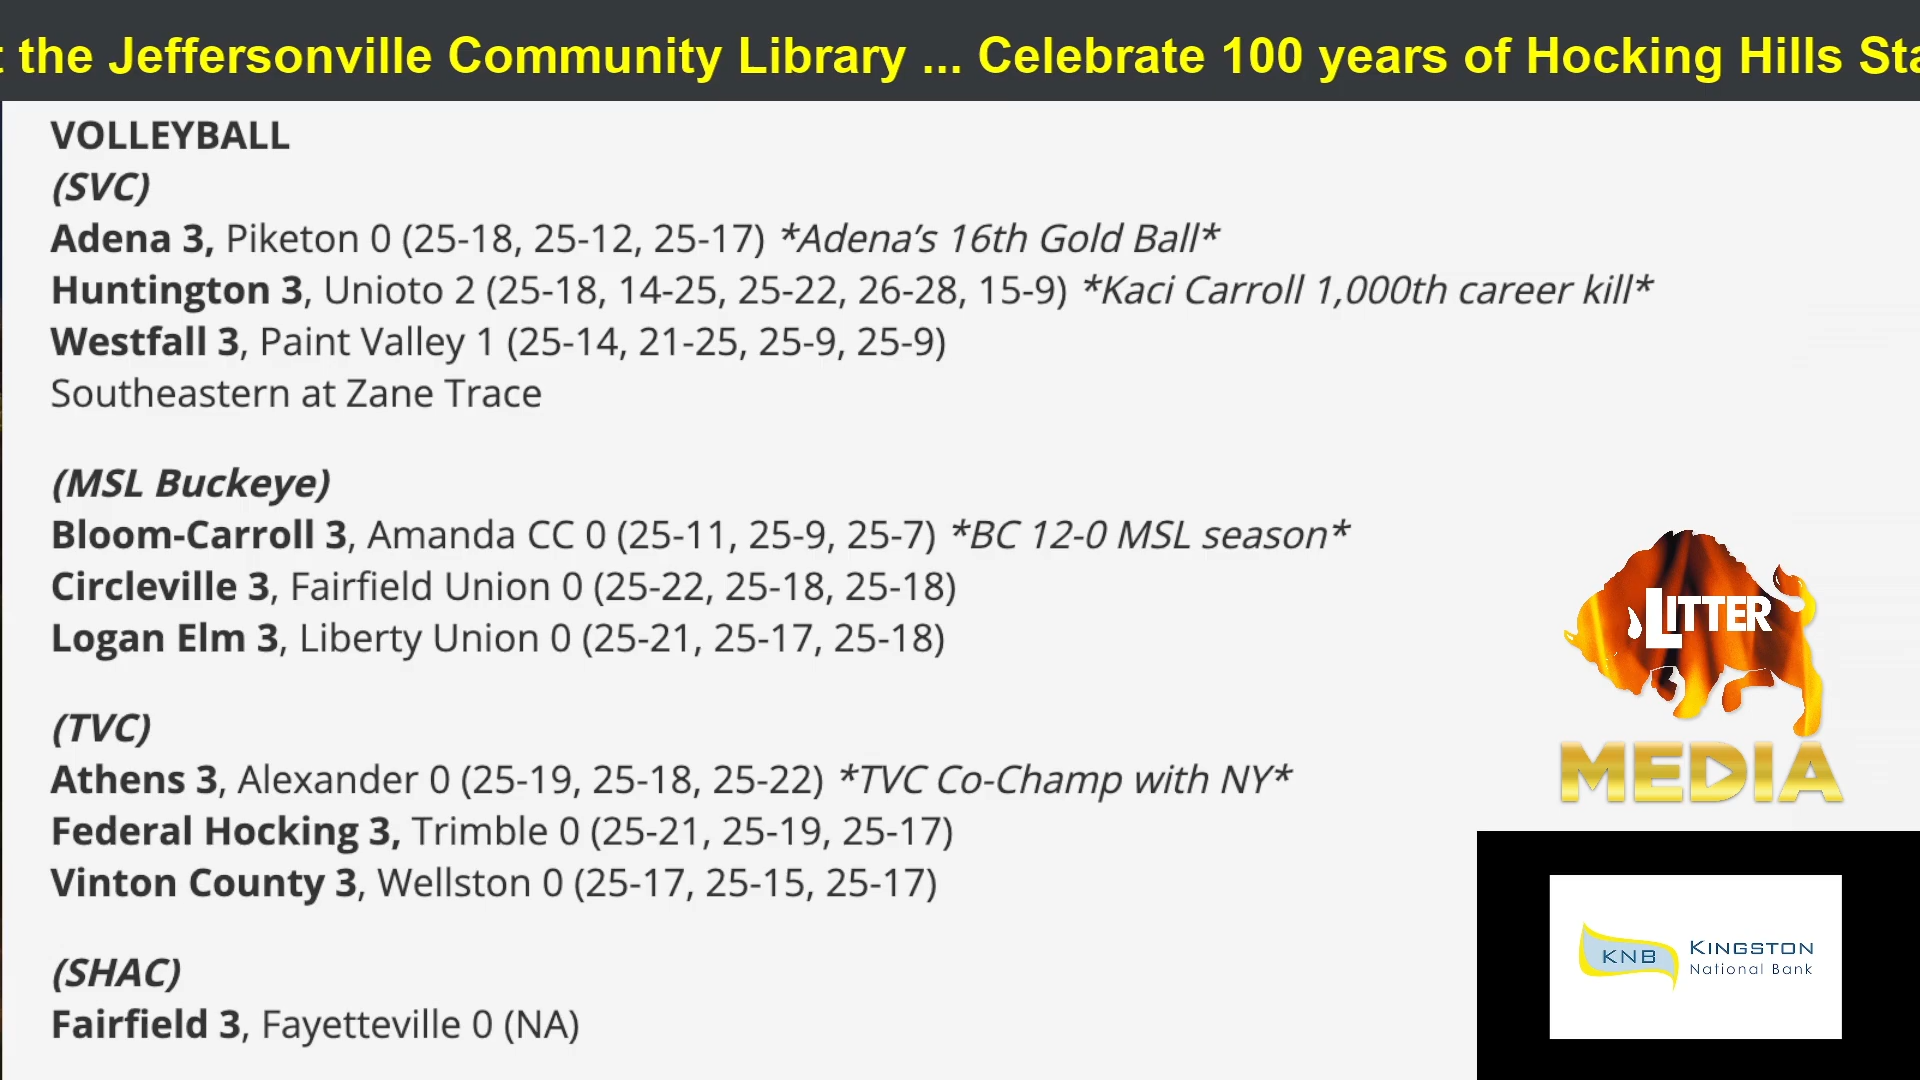 t the Jeffersonville Community Library ... Celebrate 100 years of Hocking Hills Sta
VOLLEYBALL
(SVC)
Adena 3, Piketon 0 (25-18, 25-12, 25-17) *Adena’s 16th Gold Ball*
Huntington 3, Unioto 2 (25-18, 14-25, 25-22, 26-28, 15-9) *Kaci Carroll 1,000th career kill*
Westfall 3, Paint Valley 1 (25-14, 21-25, 25-9, 25-9)
Southeastern at Zane Trace
(MSL Buckeye)
Bloom-Carroll 3, Amanda CC 0 (25-11, 25-9, 25-7) *BC 12-0 MSL season*
Circleville 3, Fairfield Union 0 (25-22, 25-18, 25-18)
Logan Elm 3, Liberty Union 0 (25-21, 25-17, 25-18)
(TVC)
Athens 3, Alexander 0 (25-19, 25-18, 25-22) *TVC Co-Champ with NY*
Federal Hocking 3, Trimble 0 (25-21, 25-19, 25-17)
Vinton County 3, Wellston 0 (25-17, 25-15, 25-17)
(SHAC)
Fairfield 3, Fayetteville 0 (NA)
LITTER
MEDIA
KNB
KINGSTON
National Bank